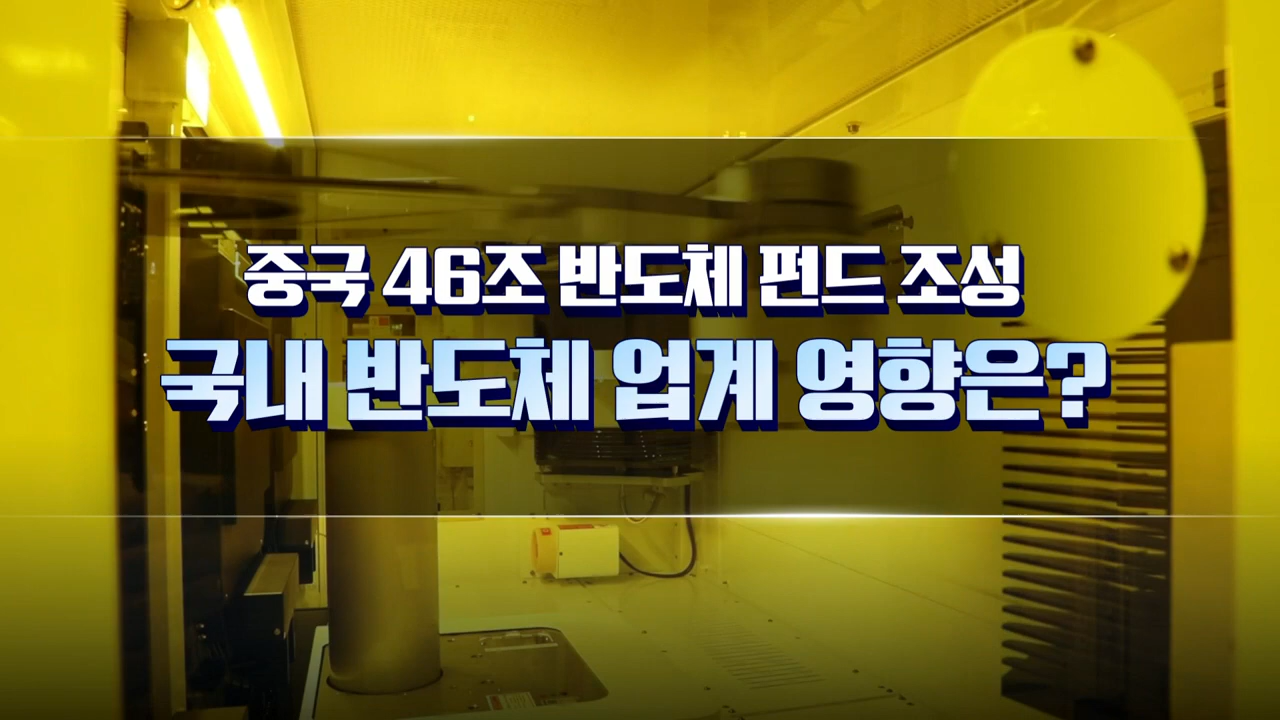 중국 46조 반도체 펀드 조성
국내 반도체 업계 영향은?